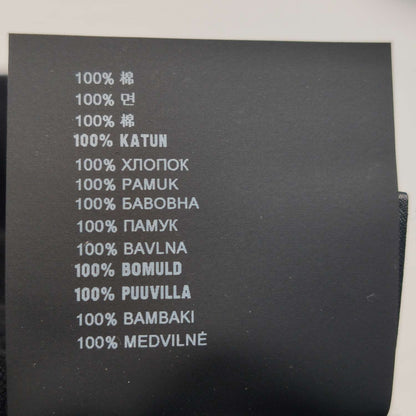 100% 棉
100% 면
100% 棉
100% KATUN
100% ХЛОПОК
100% PAMUK
100% БАВОВНА
100% ПАМУК
100% BAVLNA
100% BOMULD
100% PUUVILLA
100% BAMBAKI
100% MEDVILNĖ